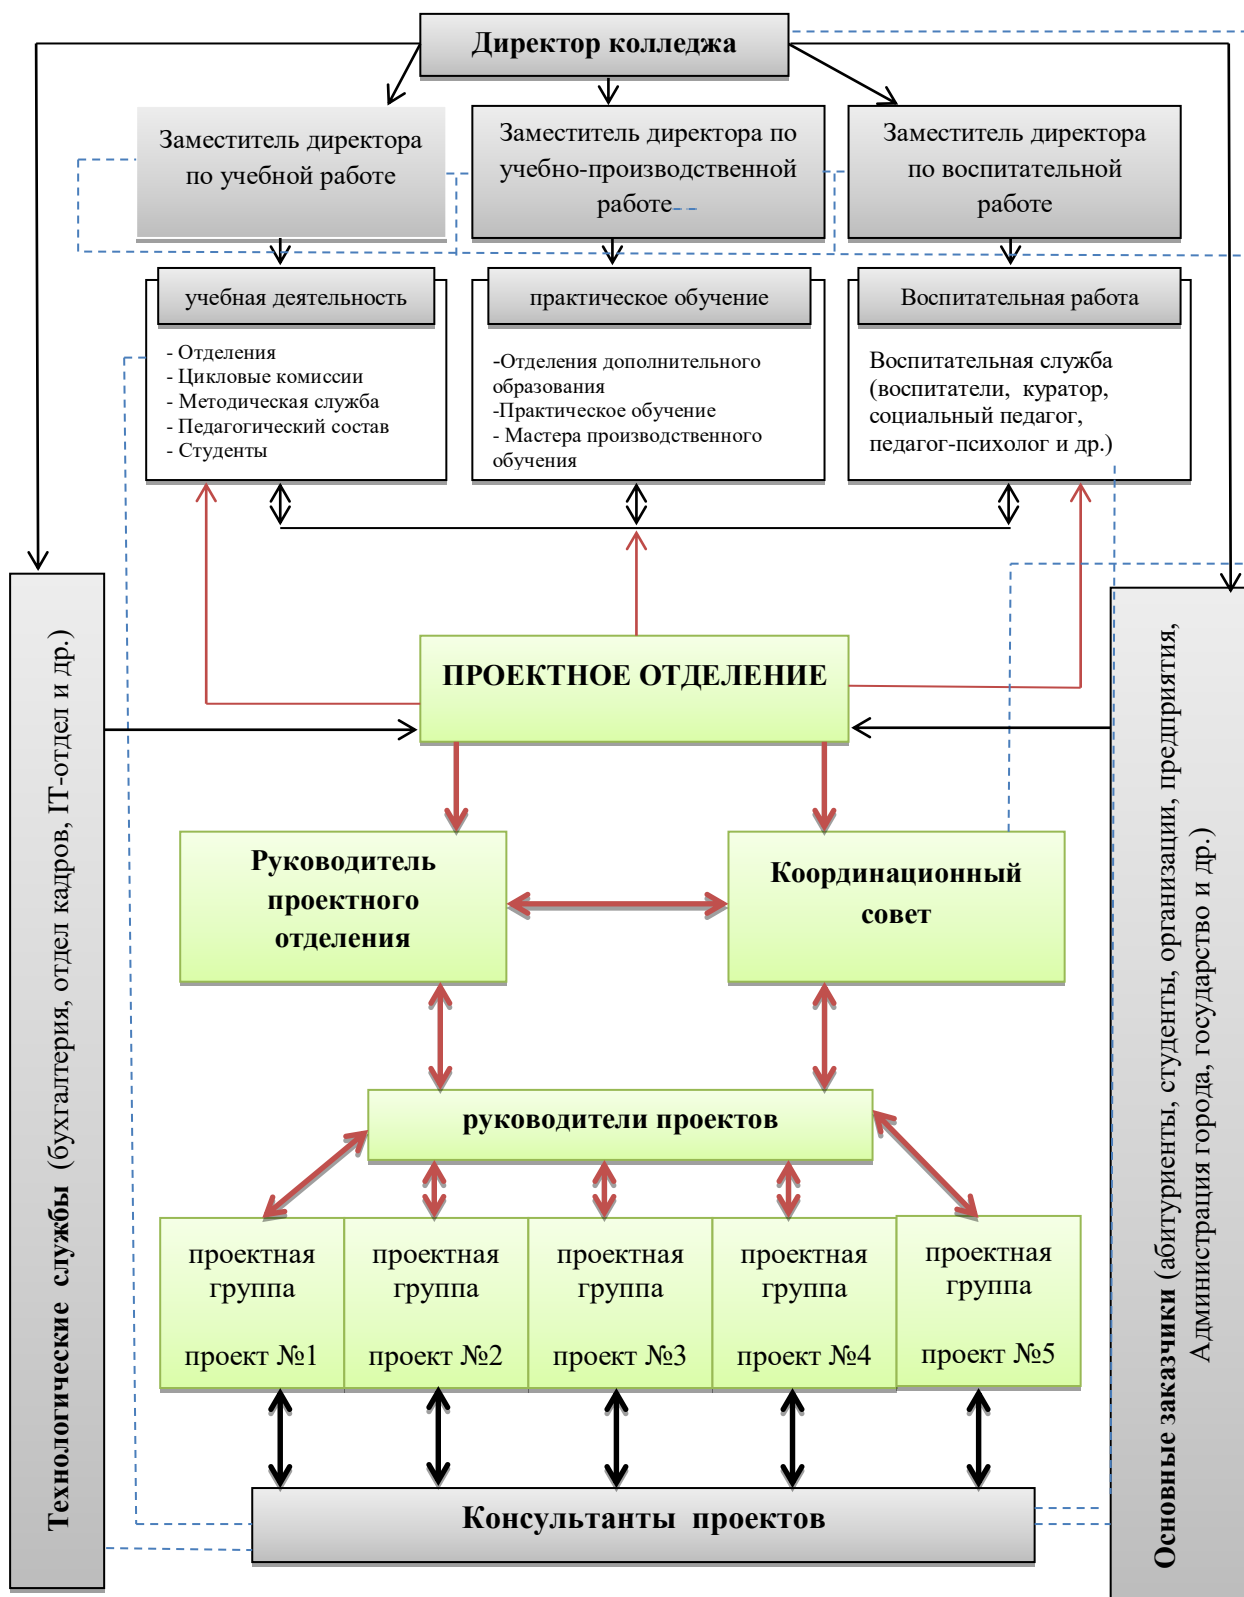 Директор колледжа
Заместитель директора
по учебной работе
Заместитель директора по
учебно-производственной
работе
Заместитель директора
по воспитательной
работе
учебная деятельность
- Отделения
- Цикловые комиссии
- Методическая служба
- Педагогический состав
- Студенты
практическое обучение
-Отделения дополнительного
образования
-Практическое обучение
- Мастера производственного
обучения
Воспитательная работа
Воспитательная служба
(воспитатели, куратор,
социальный педагог,
педагог-психолог и др.)
Технологические службы (бухгалтерия, отдел кадров, IT-отдел и др.)
Основные заказчики (абитуриенты, студенты, организации, предприятия,
Администрация города, государство и др.)
ПРОЕКТНОЕ ОТДЕЛЕНИЕ
Руководитель
проектного
отделения
Координационный
совет
руководители проектов
проектная
группа
проект №1
проектная
группа
проект №2
проектная
группа
проект №3
проектная
группа
проект №4
проектная
группа
проект №5
Консультанты проектов